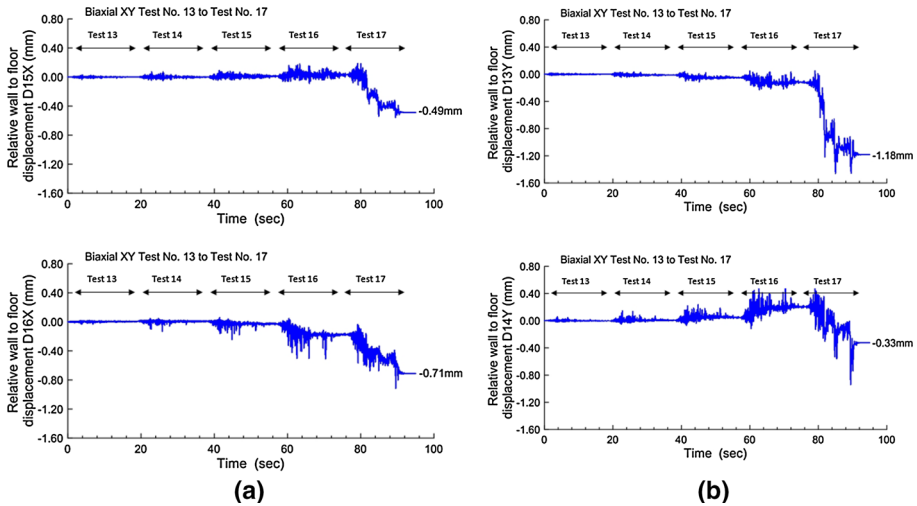 Biaxial XY Test No. 13 to Test No. 17
Relative wall to floor
displacement D15X (mm)
0.80
0.40
0.00
-0.40
-0.80
-1.20
-1.60
Test 13 Test 14 Test 15 Test 16 Test 17
-0.49mm
0 20 40 60 80 100
Time (sec)
Biaxial XY Test No. 13 to Test No. 17
Relative wall to floor
displacement D13Y (mm)
0.80
0.40
0.00
-0.40
-0.80
-1.20
-1.60
Test 13 Test 14 Test 15 Test 16 Test 17
-1.18mm
0 20 40 60 80 100
Time (sec)
Biaxial XY Test No. 13 to Test No. 17
Relative wall to floor
displacement D16X (mm)
0.80
0.40
0.00
-0.40
-0.80
-1.20
-1.60
Test 13 Test 14 Test 15 Test 16 Test 17
-0.71mm
0 20 40 60 80 100
Time (sec)
Biaxial XY Test No. 13 to Test No. 17
Relative wall to floor
displacement D14Y (mm)
0.80
0.40
0.00
-0.40
-0.80
-1.20
-1.60
Test 13 Test 14 Test 15 Test 16 Test 17
-0.33mm
0 20 40 60 80 100
Time (sec)
(a)
(b)